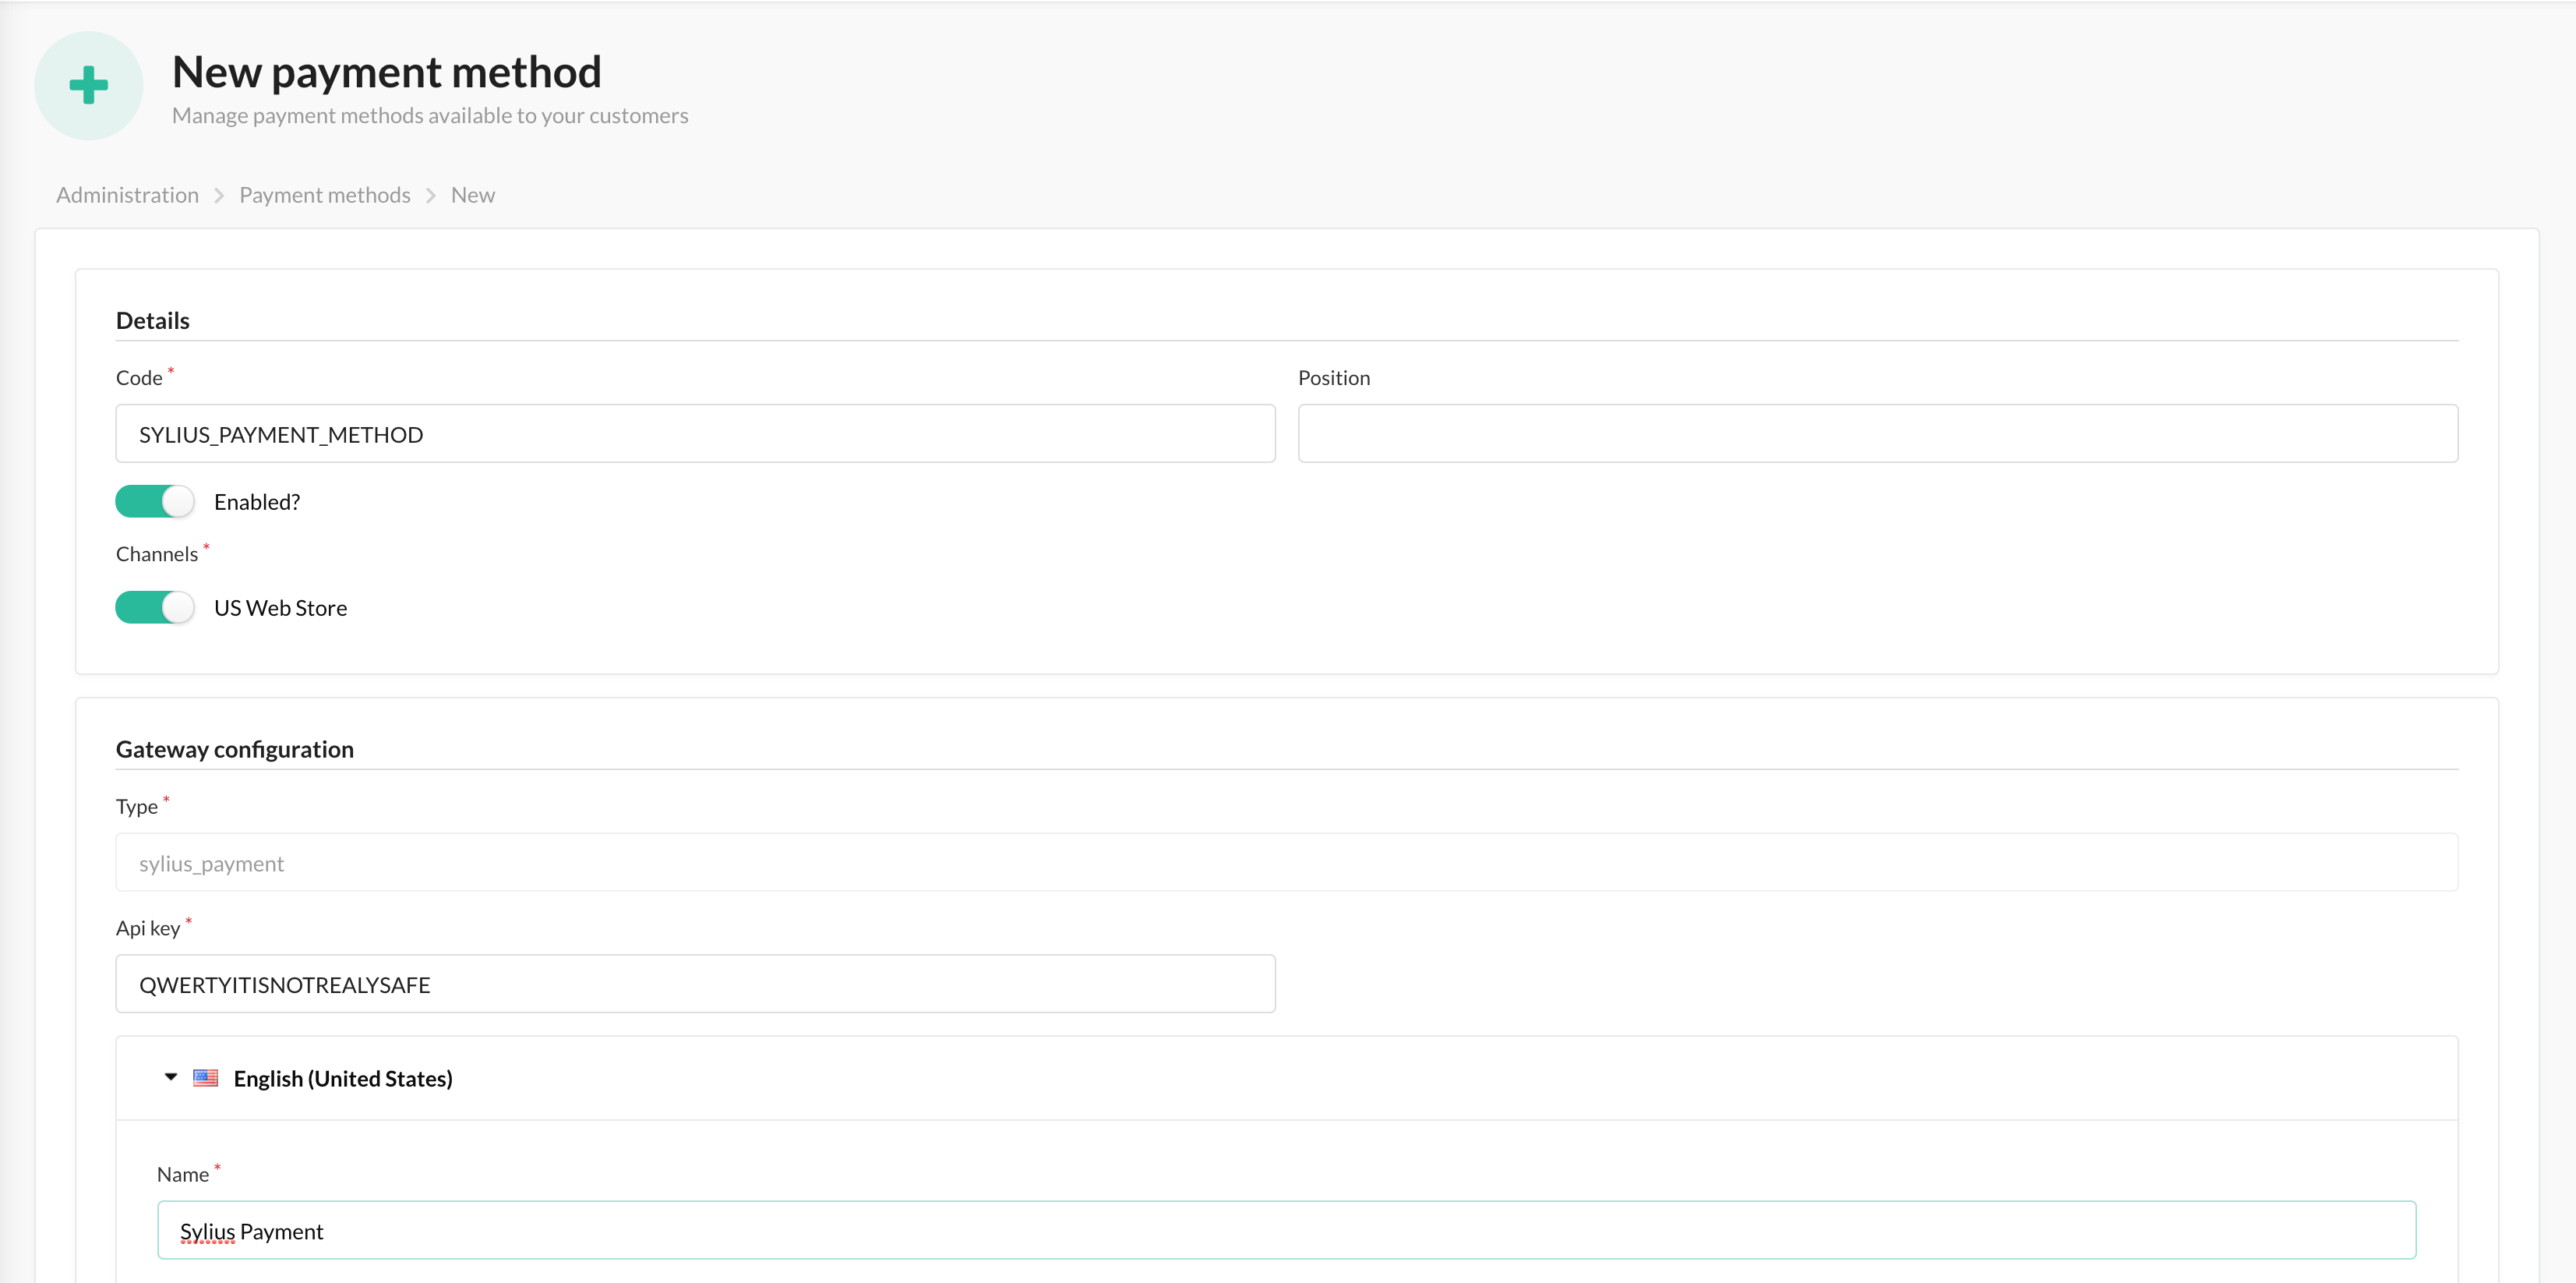 New payment method
Manage payment methods available to your customers
Administration > Payment methods > New
Details
Code * Position
SYLIUS_PAYMENT_METHOD
Enabled?
Channels *
US Web Store
Gateway configuration
Type *
sylius_payment
Api key *
QWERTYITISNOTREALYSAFE
English (United States)
Name *
Sylius Payment